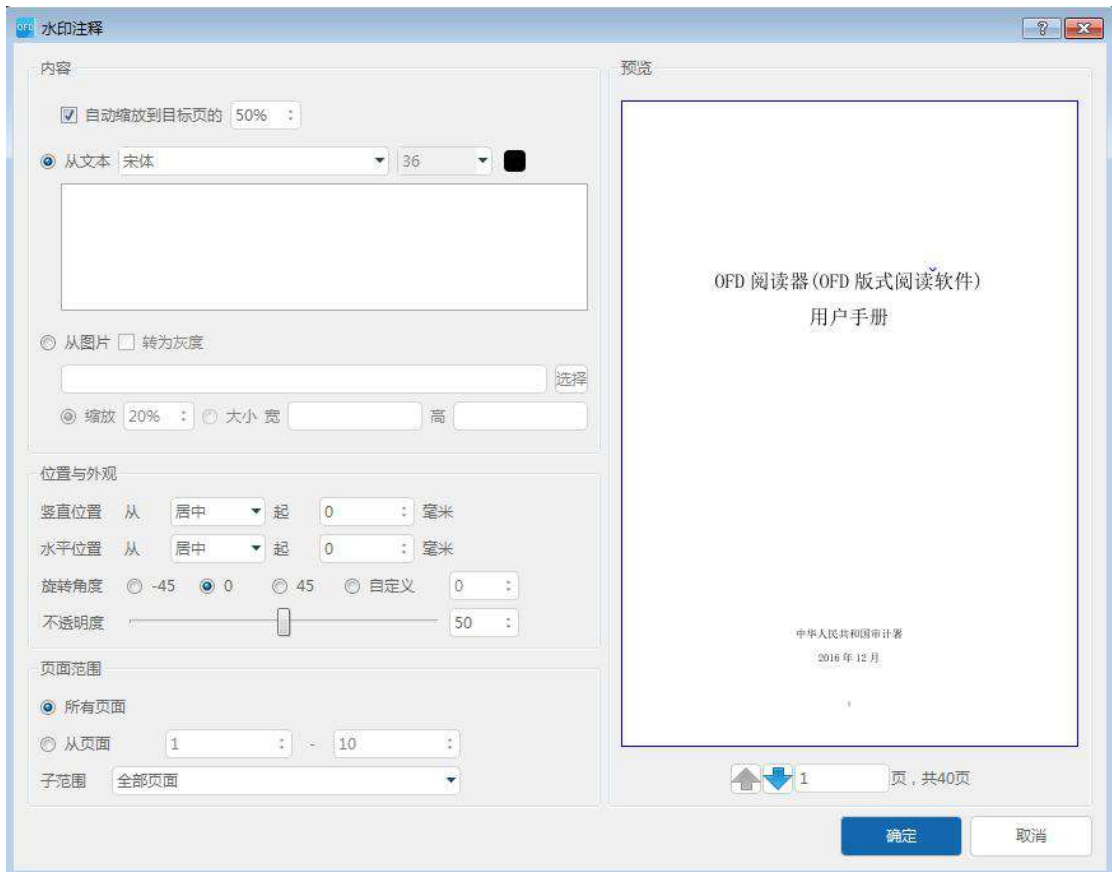 OFD 水印注释
内容
自动缩放到目标页的 50%
从文本 宋体 36
从图片 转为灰度
选择
缩放 20% 大小 宽 高
位置与外观
竖直位置 从 居中 起 0 毫米
水平位置 从 居中 起 0 毫米
旋转角度 -45 0 45 自定义 0
不透明度 50
页面范围
所有页面
从页面 1 - 10
子范围 全部页面
预览
OFD 阅读器(OFD 版式阅读软件)
用户手册
中华人民共和国审计署
2016 年 12 月
1 页，共40页
确定 取消